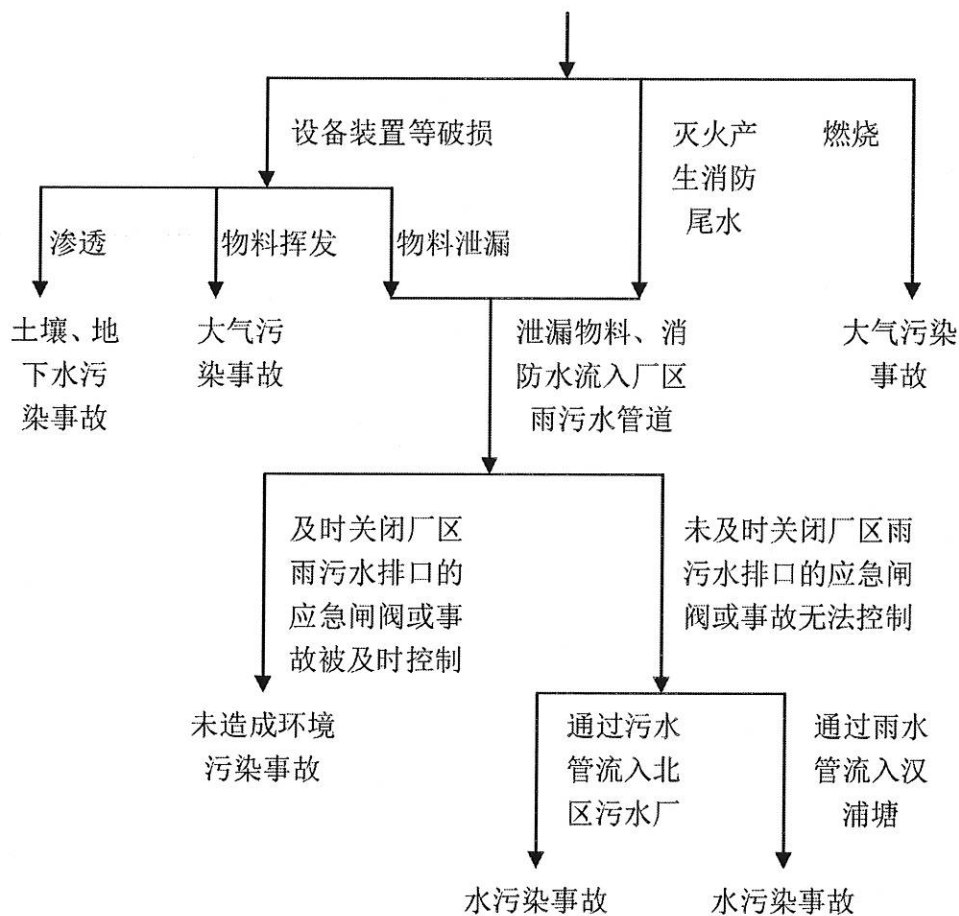 设备装置等破损
灭火产
生消防
尾水
燃烧
渗透
物料挥发
物料泄漏
土壤、地
下水污
染事故
大气污
染事故
泄漏物料、消
防水流入厂区
雨污水管道
大气污染
事故
及时关闭厂区
雨污水排口的
应急闸阀或事
故被及时控制
未及时关闭厂区雨
污水排口的应急闸
阀或事故无法控制
未造成环境
污染事故
通过污水
管流入北
区污水厂
通过雨水
管流入汉
浦塘
水污染事故
水污染事故